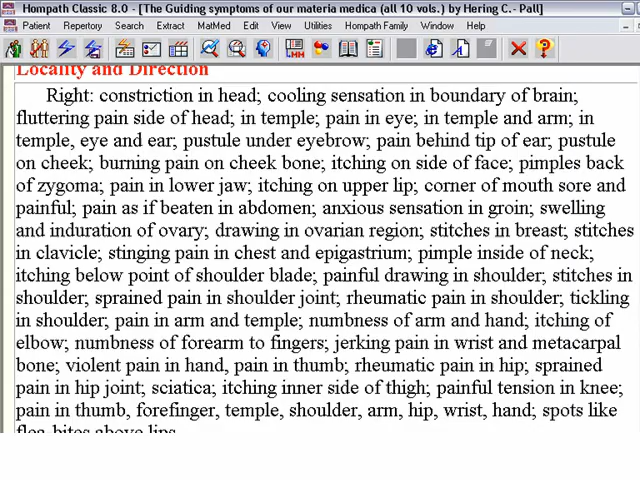 Hompath Classic 8.0 - [The Guiding symptoms of our materia medica (all 10 vols.) by Hering C.- Pall]
Patient Repertory Search Extract MatMed Edit View Utilities Hompath Family Window Help
Locality and Direction
Right: constriction in head; cooling sensation in boundary of brain;
fluttering pain side of head; in temple; pain in eye; in temple and arm; in
temple, eye and ear; pustule under eyebrow; pain behind tip of ear; pustule
on cheek; burning pain on cheek bone; itching on side of face; pimples back
of zygoma; pain in lower jaw; itching on upper lip; corner of mouth sore and
painful; pain as if beaten in abdomen; anxious sensation in groin; swelling
and induration of ovary; drawing in ovarian region; stitches in breast; stitches
in clavicle; stinging pain in chest and epigastrium; pimple inside of neck;
itching below point of shoulder blade; painful drawing in shoulder; stitches in
shoulder; sprained pain in shoulder joint; rheumatic pain in shoulder; tickling
in shoulder; pain in arm and temple; numbness of arm and hand; itching of
elbow; numbness of forearm to fingers; jerking pain in wrist and metacarpal
bone; violent pain in hand, pain in thumb; rheumatic pain in hip; sprained
pain in hip joint; sciatica; itching inner side of thigh; painful tension in knee;
pain in thumb, forefinger, temple, shoulder, arm, hip, wrist, hand; spots like
flea-bites above lips